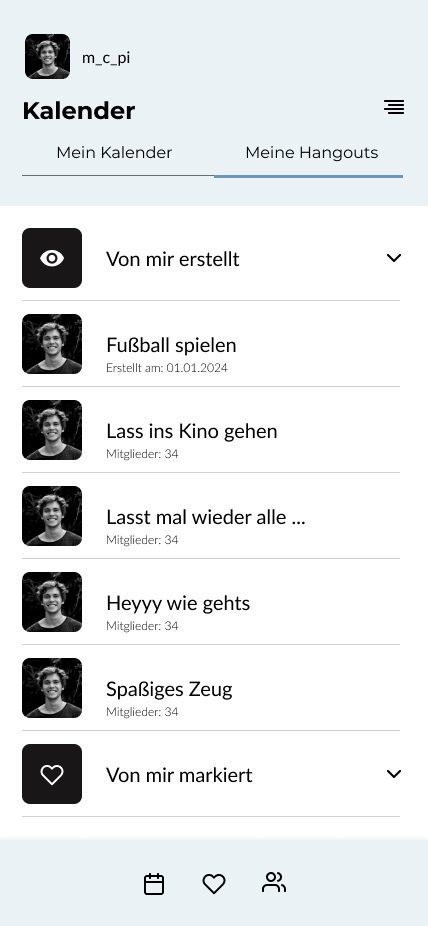 m_c_pi
Kalender
Mein Kalender
Meine Hangouts
Von mir erstellt
Fußball spielen
Erstellt am: 01.01.2024
Lass ins Kino gehen
Mitglieder: 34
Lasst mal wieder alle ...
Mitglieder: 34
Heyyy wie gehts
Mitglieder: 34
Spaßiges Zeug
Mitglieder: 34
Von mir markiert